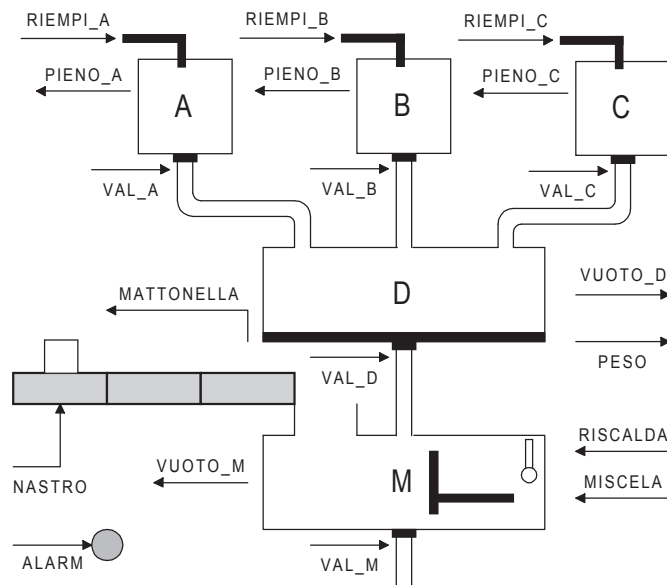 RIEMPI_A
RIEMPI_B
RIEMPI_C
PIENO_A
PIENO_B
PIENO_C
A
B
C
VAL_A
VAL_B
VAL_C
D
MATTONELLA
VUOTO_D
VAL_D
PESO
RISCALDA
VUOTO_M
M
MISCELA
NASTRO
ALARM
VAL_M